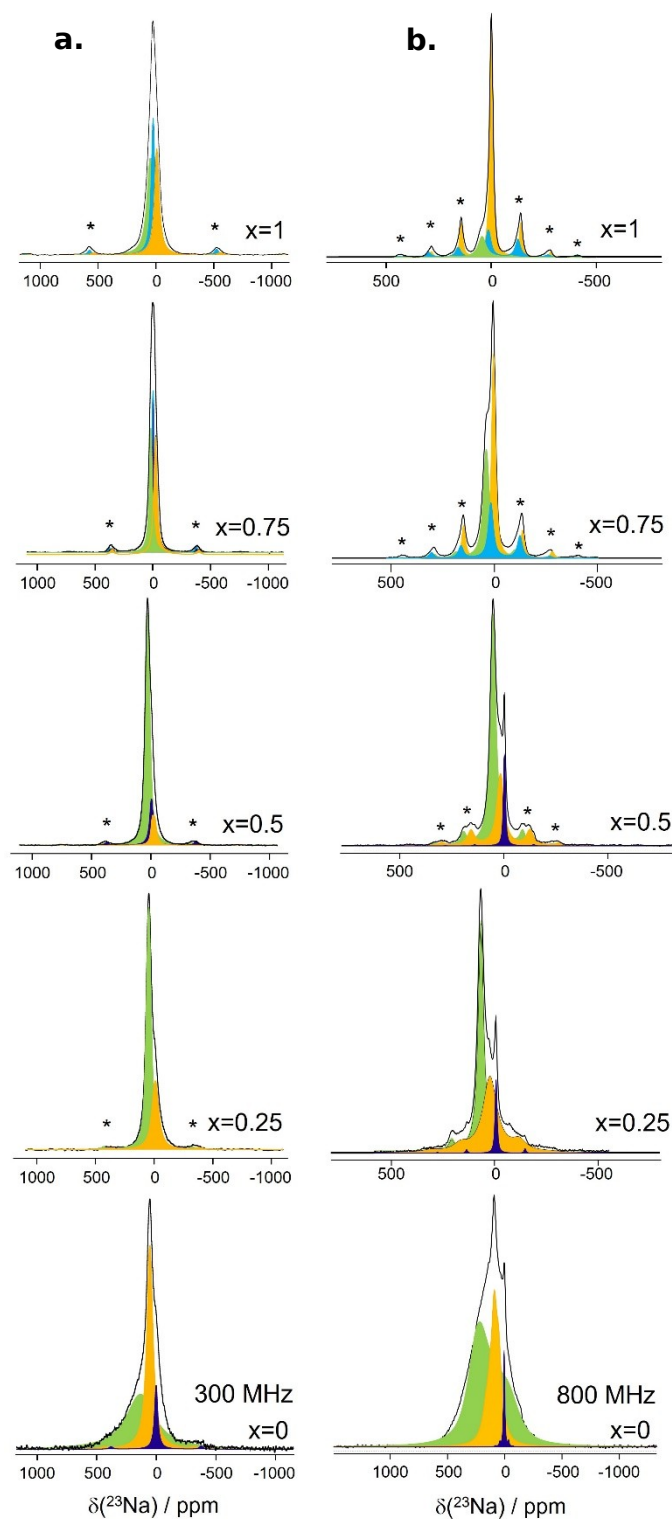 a.
b.
* * x=1
1000 500 0 -500 -1000
* * * * * * x=1
500 0 -500
* * x=0.75
1000 500 0 -500 -1000
* * * * * * x=0.75
500 0 -500
* * x=0.5
1000 500 0 -500 -1000
* * * * x=0.5
500 0 -500
* * x=0.25
1000 500 0 -500 -1000
x=0.25
500 0 -500
300 MHz
x=0
1000 500 0 -500 -1000
δ(²³Na) / ppm
800 MHz
x=0
1000 500 0 -500 -1000
δ(²³Na) / ppm